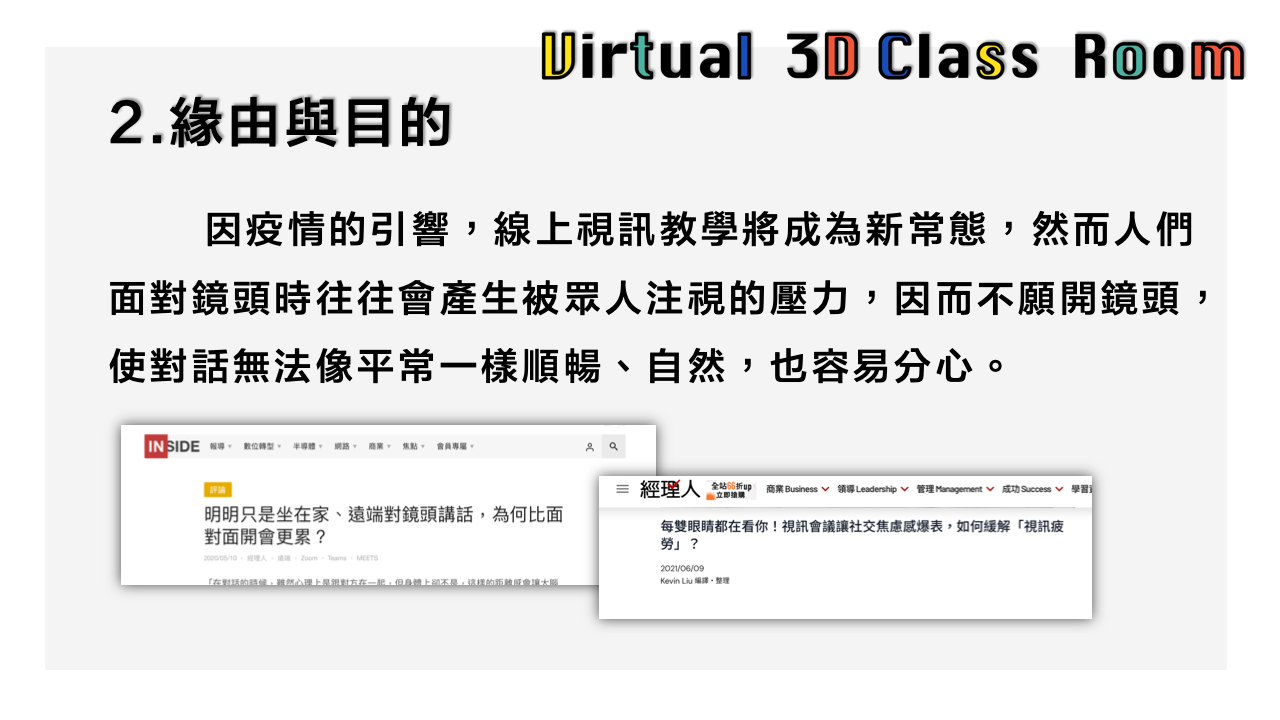 Virtual 3D Class Room
2.緣由與目的
因疫情的引響，線上視訊教學將成為新常態，然而人們
面對鏡頭時往往會產生被眾人注視的壓力，因而不願開鏡頭，
使對話無法像平常一樣順暢、自然，也容易分心。
INSIDE 報導 數位轉型 半導體 網路 商業 焦點 會員專屬
評論
明明只是坐在家、遠端對鏡頭講話，為何比面
對面開會更累？
2020/05/10 · 經理人 · 遠端 · Zoom · Teams · MEETS
「在對話的時候，雖然心理上是跟對方在一起，但身體上卻不是，這樣的距離感會讓大腦
經理人 全站66折up 立即搶購 商業 Business 領導 Leadership 管理 Management 成功 Success 學習
每雙眼睛都在看你！視訊會議讓社交焦慮感爆表，如何緩解「視訊疲
勞」？
2021/06/09
Kevin Liu 編譯・整理